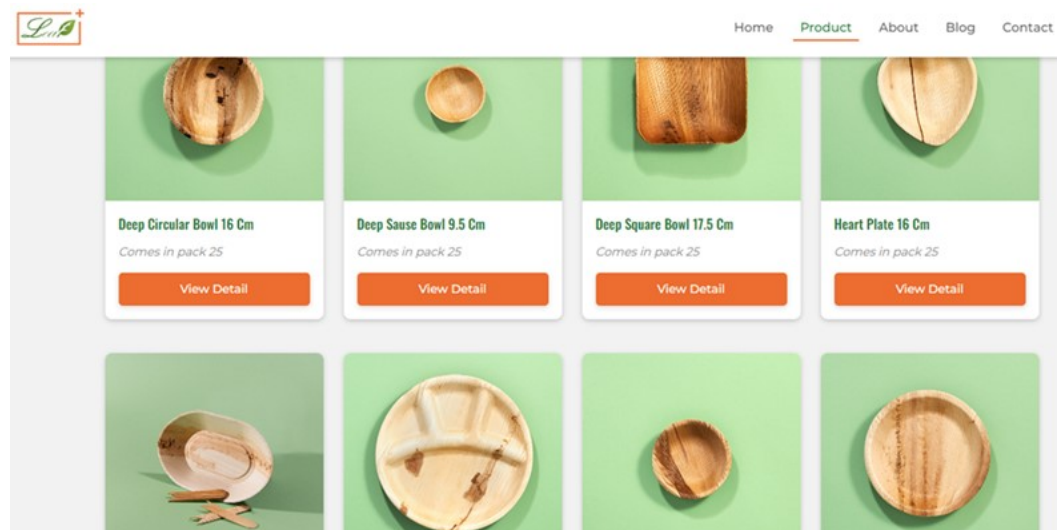 Home Product About Blog Contact
Deep Circular Bowl 16 Cm
Comes in pack 25
View Detail
Deep Sause Bowl 9.5 Cm
Comes in pack 25
View Detail
Deep Square Bowl 17.5 Cm
Comes in pack 25
View Detail
Heart Plate 16 Cm
Comes in pack 25
View Detail